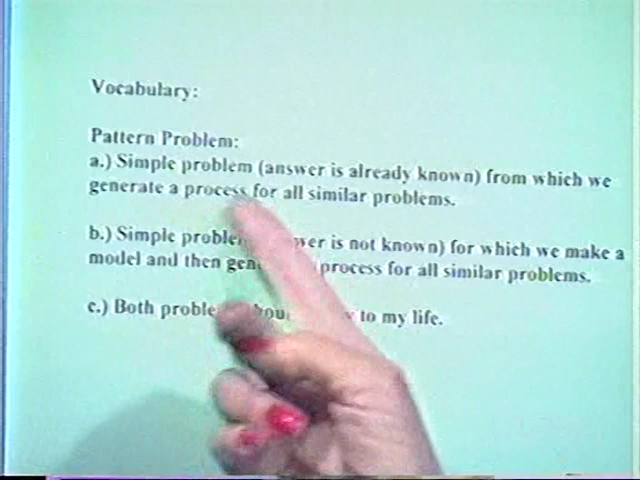 Vocabulary:
Pattern Problem:
a.) Simple problem (answer is already known) from which we
generate a process for all similar problems.
b.) Simple wer is not known) for which we make a
model and then process for all similar problems.
c.) Both to my life.